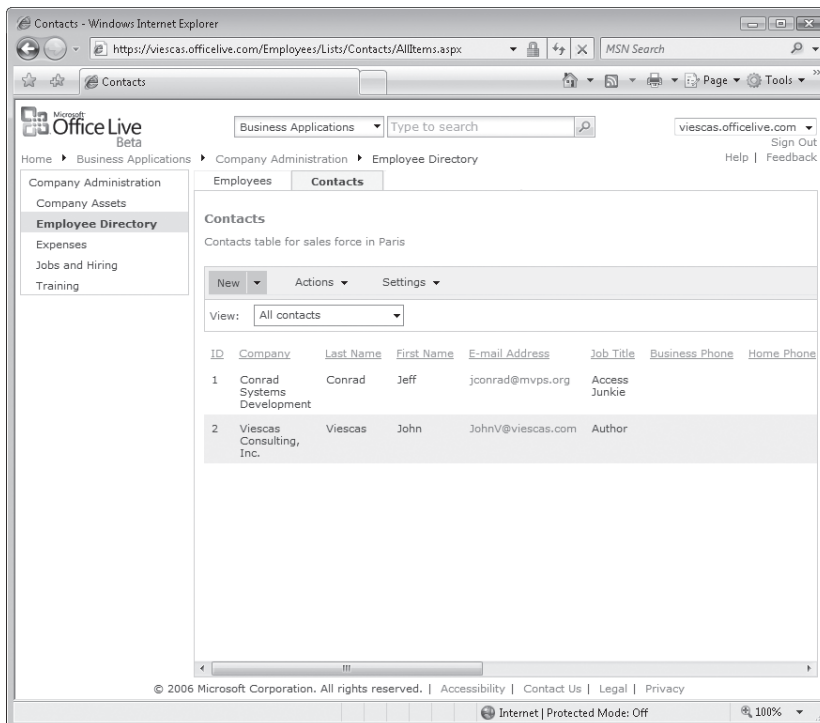 Contacts - Windows Internet Explorer
https://viescas.officelive.com/Employees/Lists/Contacts/AllItems.aspx
MSN Search
Contacts
Page
Tools
Microsoft
Office Live
Beta
Business Applications
Type to search
viescas.officelive.com
Sign Out
Home Business Applications Company Administration Employee Directory
Help | Feedback
Company Administration
Company Assets
Employee Directory
Expenses
Jobs and Hiring
Training
Employees Contacts
Contacts
Contacts table for sales force in Paris
New Actions Settings
View: All contacts
ID Company Last Name First Name E-mail Address Job Title Business Phone Home Phone
1 Conrad Systems Development Conrad Jeff jconrad@mvps.org Access Junkie
2 Viescas Consulting, Inc. Viescas John JohnV@viescas.com Author
© 2006 Microsoft Corporation. All rights reserved. | Accessibility | Contact Us | Legal | Privacy
Internet | Protected Mode: Off
100%